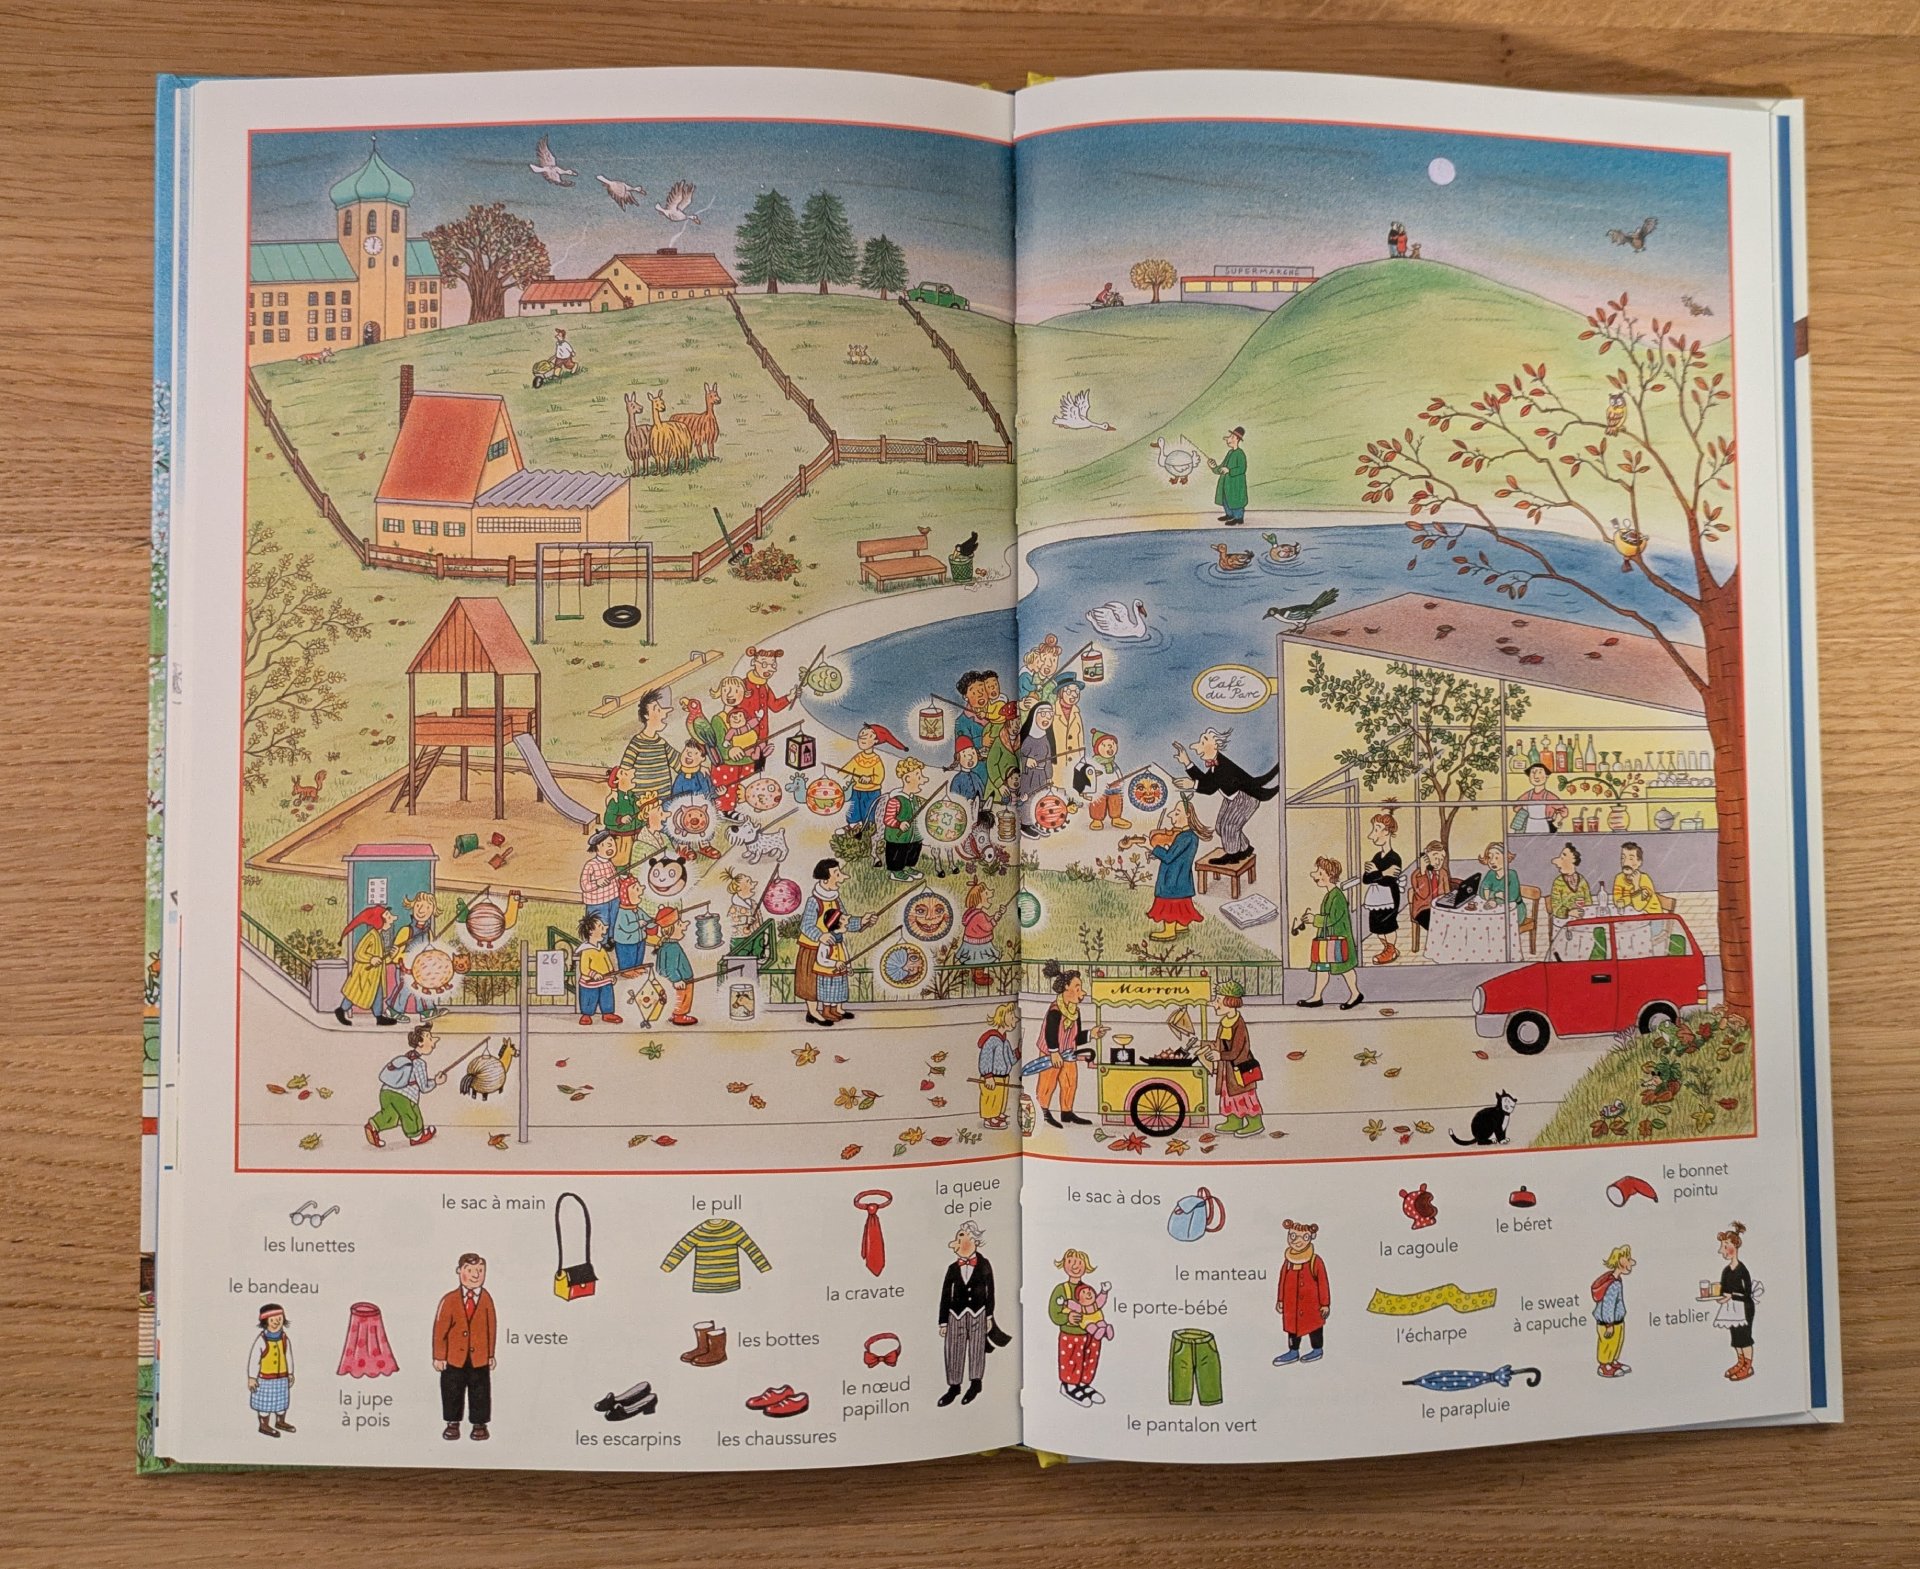 SUPERMARCHÉ
Café
du Parc
26
Marrons
les lunettes
le sac à main
le pull
la cravate
la queue
de pie
le bandeau
la jupe
à pois
la veste
les escarpins
les bottes
les chaussures
le nœud
papillon
le sac à dos
le manteau
le porte-bébé
le pantalon vert
la cagoule
le béret
le bonnet
pointu
l'écharpe
le parapluie
le sweat
à capuche
le tablier